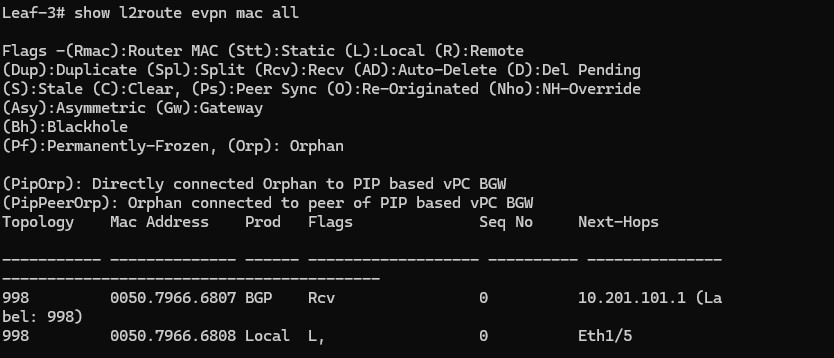 Leaf-3# show l2route evpn mac all
Flags -(Rmac):Router MAC (Stt):Static (L):Local (R):Remote
(Dup):Duplicate (Spl):Split (Rcv):Recv (AD):Auto-Delete (D):Del Pending
(S):Stale (C):Clear, (Ps):Peer Sync (O):Re-Originated (Nho):NH-Override
(Asy):Asymmetric (Gw):Gateway
(Bh):Blackhole
(Pf):Permanently-Frozen, (Orp): Orphan
(PipOrp): Directly connected Orphan to PIP based vPC BGW
(PipPeerOrp): Orphan connected to peer of PIP based vPC BGW
Topology    Mac Address    Prod   Flags              Seq No     Next-Hops
----------- -------------- ------ ------------------- ---------- ---------------
------------------------------------------
998         0050.7966.6807 BGP    Rcv                0          10.201.101.1 (La
bel: 998)
998         0050.7966.6808 Local  L,                 0          Eth1/5